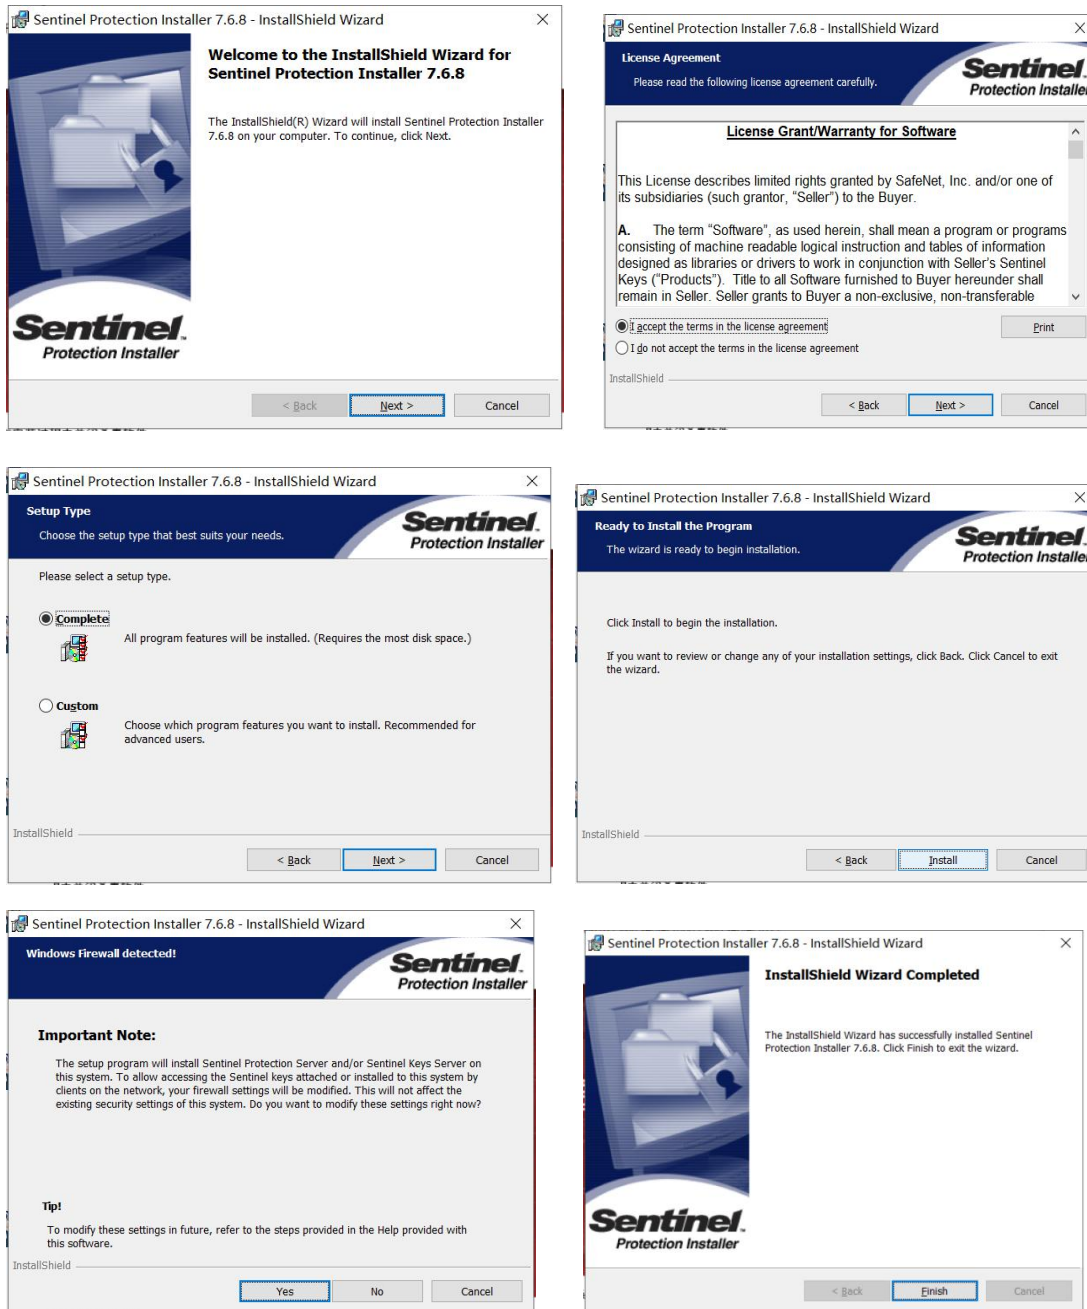 Sentinel Protection Installer 7.6.8 - InstallShield Wizard
Welcome to the InstallShield Wizard for
Sentinel Protection Installer 7.6.8
The InstallShield(R) Wizard will install Sentinel Protection Installer
7.6.8 on your computer. To continue, click Next.
Sentinel.
Protection Installer
< Back
Next >
Cancel
Sentinel Protection Installer 7.6.8 - InstallShield Wizard
License Agreement
Please read the following license agreement carefully.
Sentinel.
Protection Installer
License Grant/Warranty for Software
This License describes limited rights granted by SafeNet, Inc. and/or one of
its subsidiaries (such grantor, “Seller”) to the Buyer.
A. The term “Software”, as used herein, shall mean a program or programs
consisting of machine readable logical instruction and tables of information
designed as libraries or drivers to work in conjunction with Seller’s Sentinel
Keys (“Products”). Title to all Software furnished to Buyer hereunder shall
remain in Seller. Seller grants to Buyer a non-exclusive, non-transferable
I accept the terms in the license agreement
Print
I do not accept the terms in the license agreement
InstallShield
< Back
Next >
Cancel
Sentinel Protection Installer 7.6.8 - InstallShield Wizard
Setup Type
Choose the setup type that best suits your needs.
Sentinel.
Protection Installer
Please select a setup type.
Complete
All program features will be installed. (Requires the most disk space.)
Custom
Choose which program features you want to install. Recommended for
advanced users.
InstallShield
< Back
Next >
Cancel
Sentinel Protection Installer 7.6.8 - InstallShield Wizard
Ready to Install the Program
The wizard is ready to begin installation.
Sentinel.
Protection Installer
Click Install to begin the installation.
If you want to review or change any of your installation settings, click Back. Click Cancel to exit
the wizard.
InstallShield
< Back
Install
Cancel
Sentinel Protection Installer 7.6.8 - InstallShield Wizard
Windows Firewall detected!
Sentinel.
Protection Installer
Important Note:
The setup program will install Sentinel Protection Server and/or Sentinel Keys Server on
this system. To allow accessing the Sentinel keys attached or installed to this system by
clients on the network, your firewall settings will be modified. This will not affect the
existing security settings of this system. Do you want to modify these settings right now?
Tip!
To modify these settings in future, refer to the steps provided in the Help provided with
this software.
InstallShield
Yes
No
Cancel
Sentinel Protection Installer 7.6.8 - InstallShield Wizard
InstallShield Wizard Completed
The InstallShield Wizard has successfully installed Sentinel
Protection Installer 7.6.8. Click Finish to exit the wizard.
Sentinel.
Protection Installer
< Back
Finish
Cancel